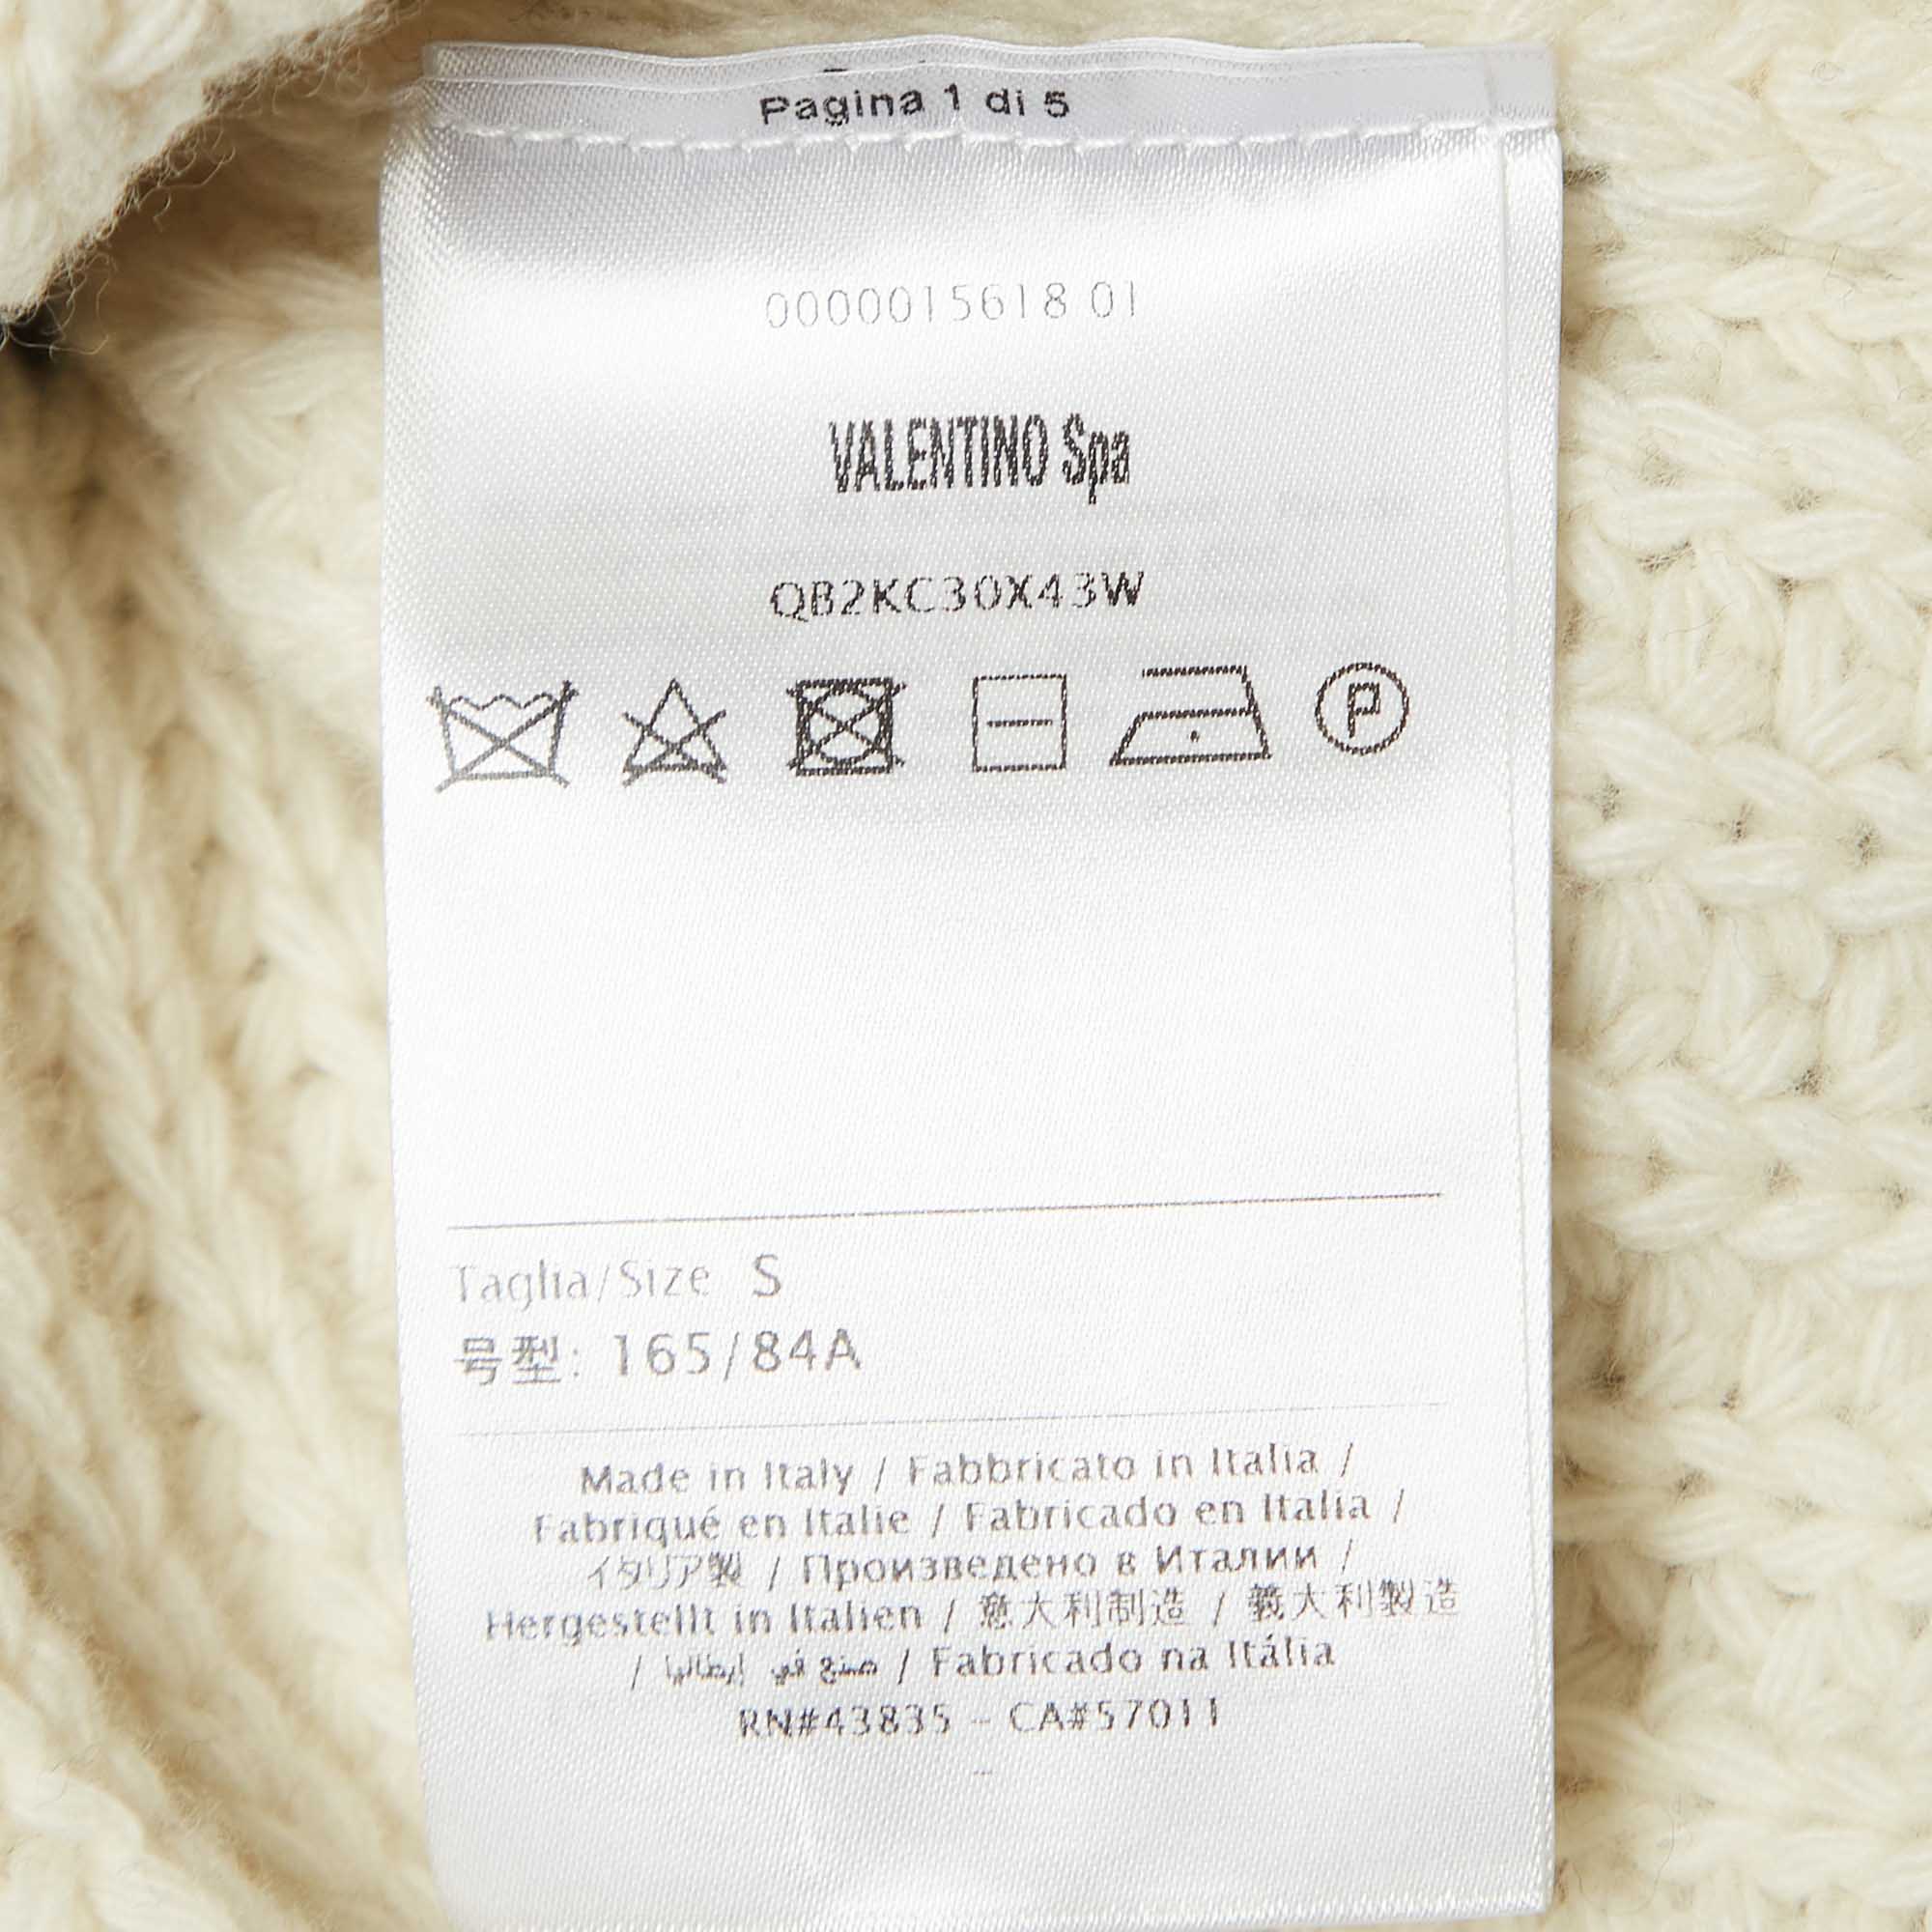 Pagina 1 di 5
0000015618 01
VALENTINO Spa
QB2KC30X43W
P
Taglia/Size S
号型: 165/84A
Made in Italy / Fabbricato in Italia /
Fabriqué en Italie / Fabricado en Italia /
イタリア製 / Произведено в Италии /
Hergestellt in Italien / 意大利制造 / 義大利製造
/ صنع في إيطاليا / Fabricado na Itália
RN#43835 - CA#57011